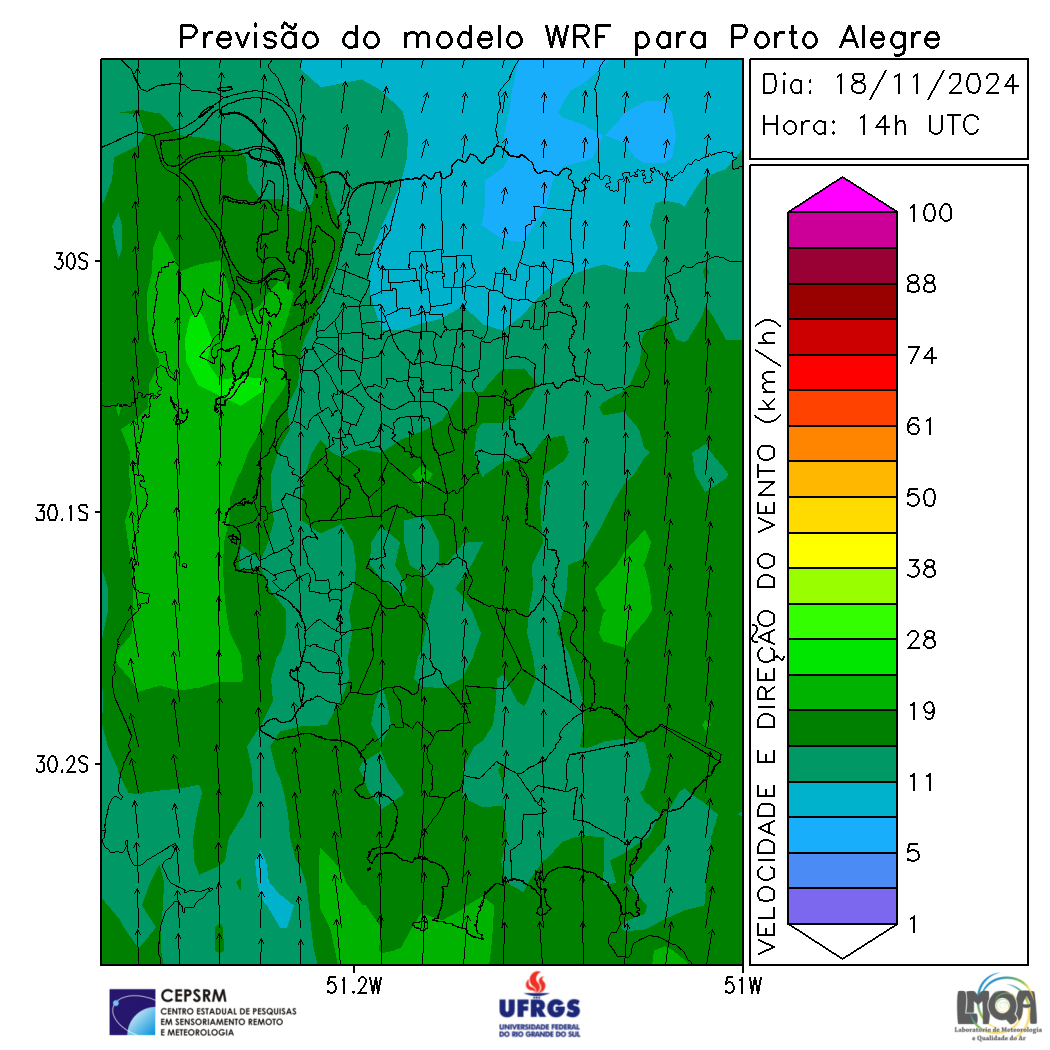 Previsão do modelo WRF para Porto Alegre
Dia: 18/11/2024
Hora: 14h UTC
30S
30.1S
30.2S
51.2W
51W
VELOCIDADE E DIREÇÃO DO VENTO (km/h)
100
88
74
61
50
38
28
19
11
5
1
CEPSRM
CENTRO ESTADUAL DE PESQUISAS
EM SENSORIAMENTO REMOTO
E METEOROLOGIA
UFRGS
UNIVERSIDADE FEDERAL
DO RIO GRANDE DO SUL
LMQA
Laboratório de Meteorologia
e Qualidade do Ar